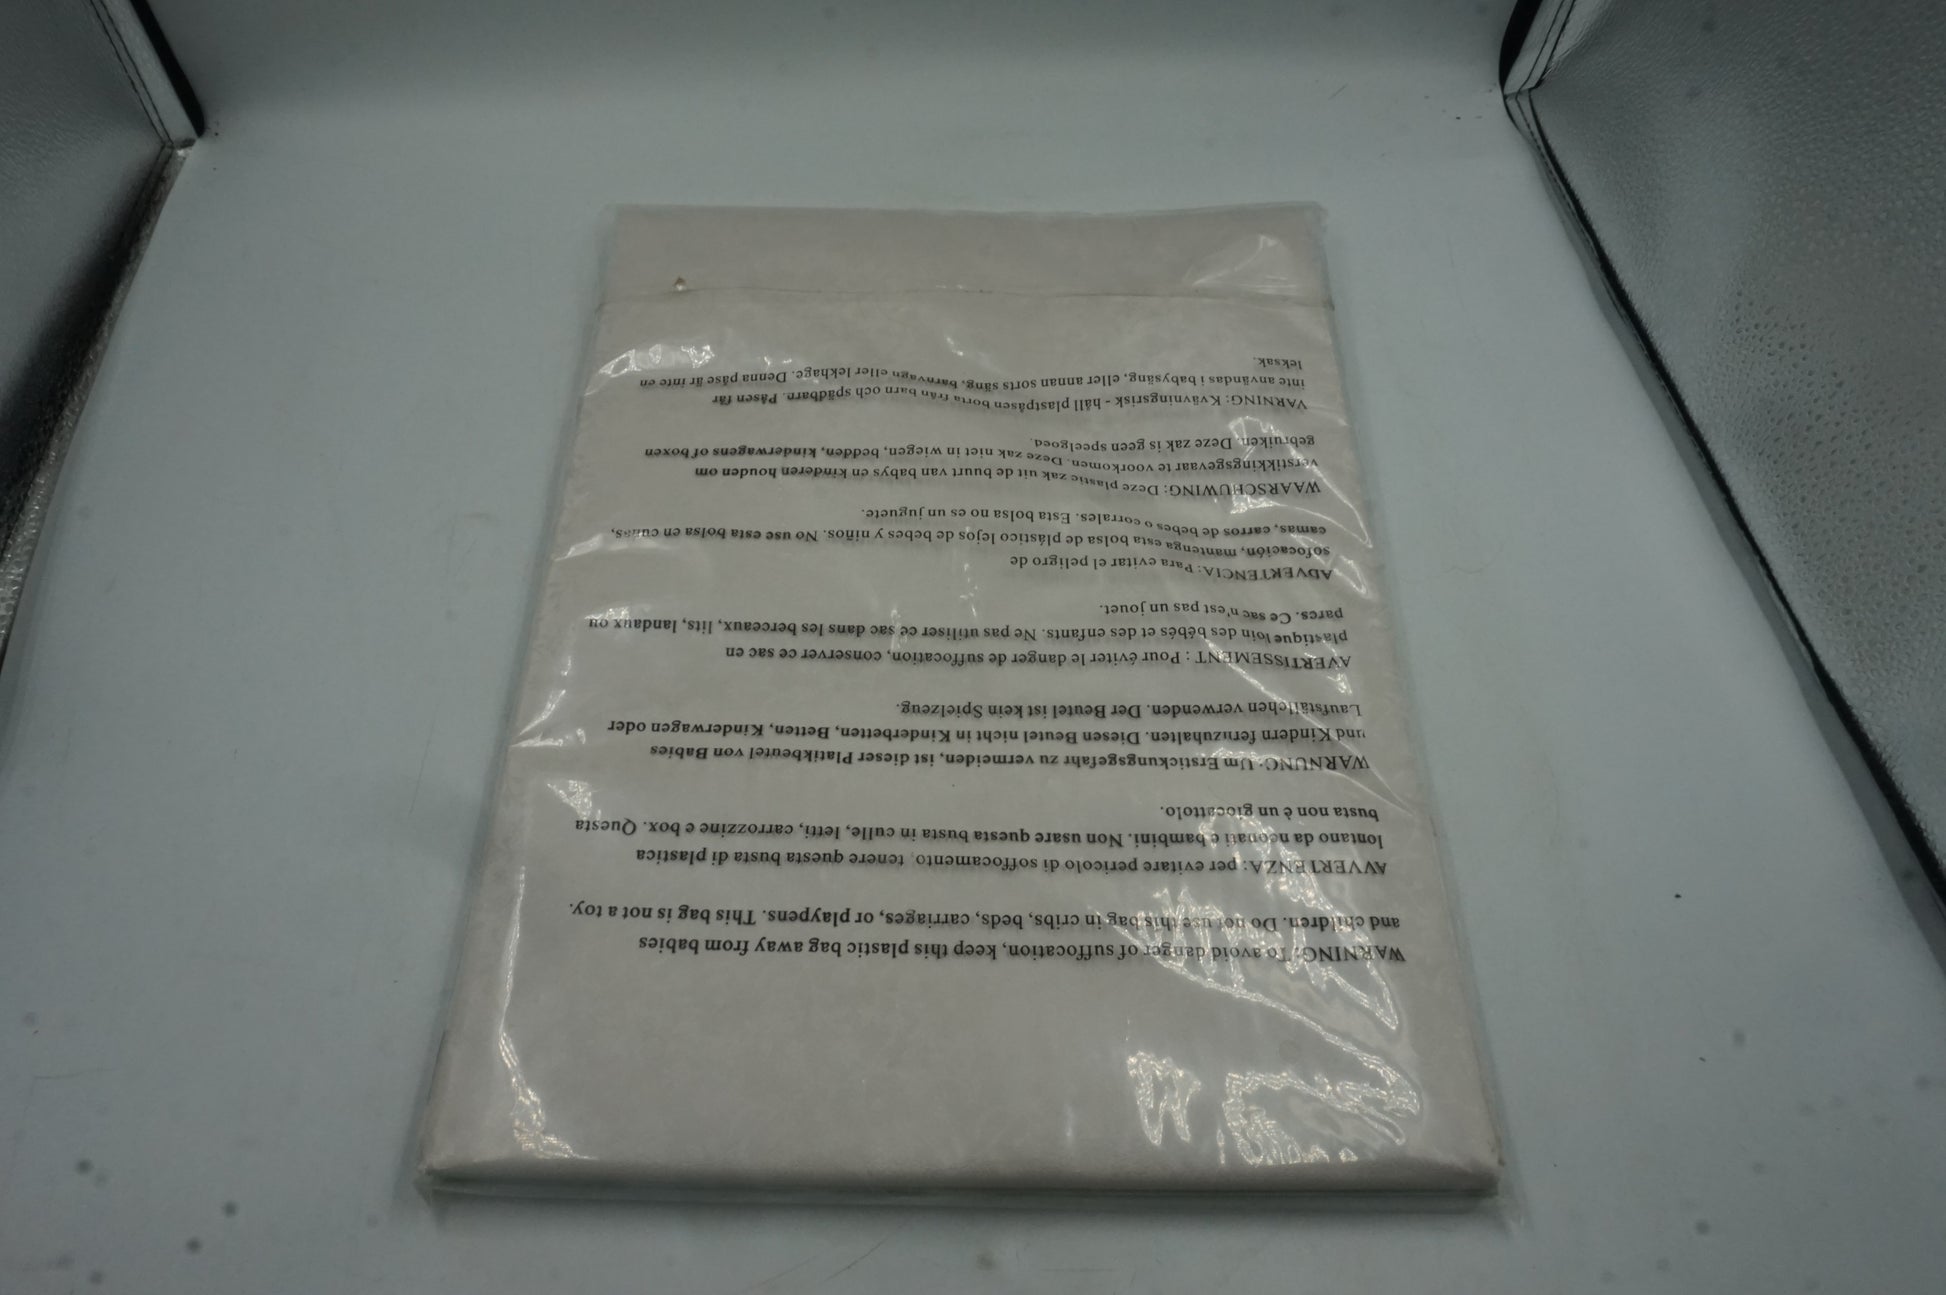 WARNING: To avoid danger of suffocation, keep this plastic bag away from babies
and children. Do not use this bag in cribs, beds, carriages, or playpens. This bag is not a toy.
AVVERTENZA: per evitare pericolo di soffocamento, tenere questa busta di plastica
lontano da neonati e bambini. Non usare questa busta in culle, letti, carrozzine e box. Questa
busta non è un giocattolo.
WARNUNG: Um Erstickungsgefahr zu vermeiden, ist dieser Platikbeutel von Babies
und Kindern fernzuhalten. Diesen Beutel nicht in Kinderbetten, Betten, Kinderwagen oder
Laufställchen verwenden. Der Beutel ist kein Spielzeug.
AVERTISSEMENT : Pour éviter le danger de suffocation, conserver ce sac en
plastique loin des bébés et des enfants. Ne pas utiliser ce sac dans les berceaux, lits, landaux ou
parcs. Ce sac n'est pas un jouet.
ADVERTENCIA: Para evitar el peligro de
sofocación, mantenga esta bolsa de plástico lejos de bebes y niños. No use esta bolsa en cunas,
camas, carros de bebes o corrales. Esta bolsa no es un juguete.
WAARSCHUWING: Deze plastic zak uit de buurt van babys en kinderen houden om
verstikkingsgevaar te voorkomen. Deze zak niet in wiegen, bedden, kinderwagens of boxen
gebruiken. Deze zak is geen speelgoed.
VARNING: Kvävningsrisk - håll plastpåsen borta från barn och spädbarn. Påsen får
inte användas i babysäng, eller annan sorts säng, barnvagn eller lekhage. Denna påse är inte en
leksak.